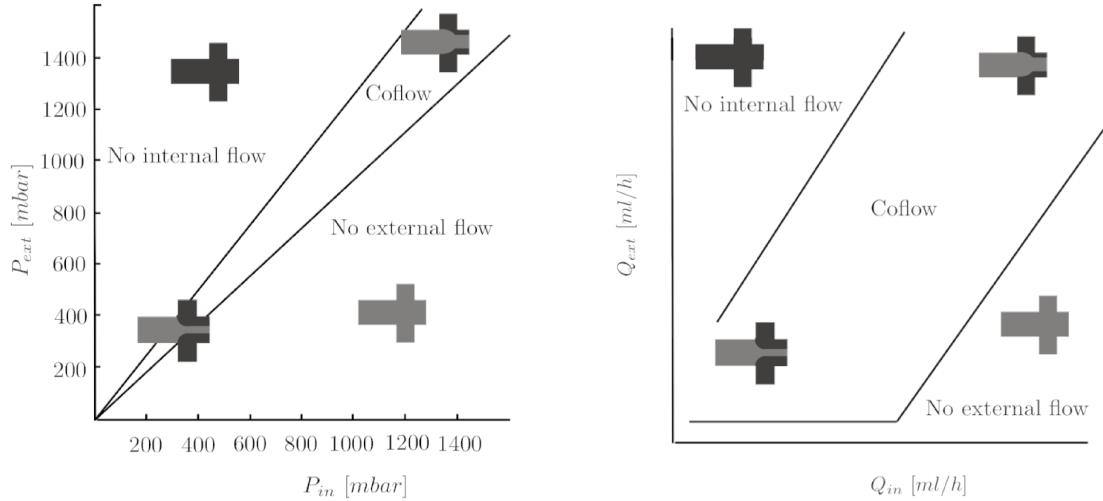 1400
1200
1000
800
600
400
200
P_ext [mbar]
No internal flow
Coflow
No external flow
200 400 600 800 1000 1200 1400
P_in [mbar]
Q_ext [ml/h]
No internal flow
Coflow
No external flow
Q_in [ml/h]